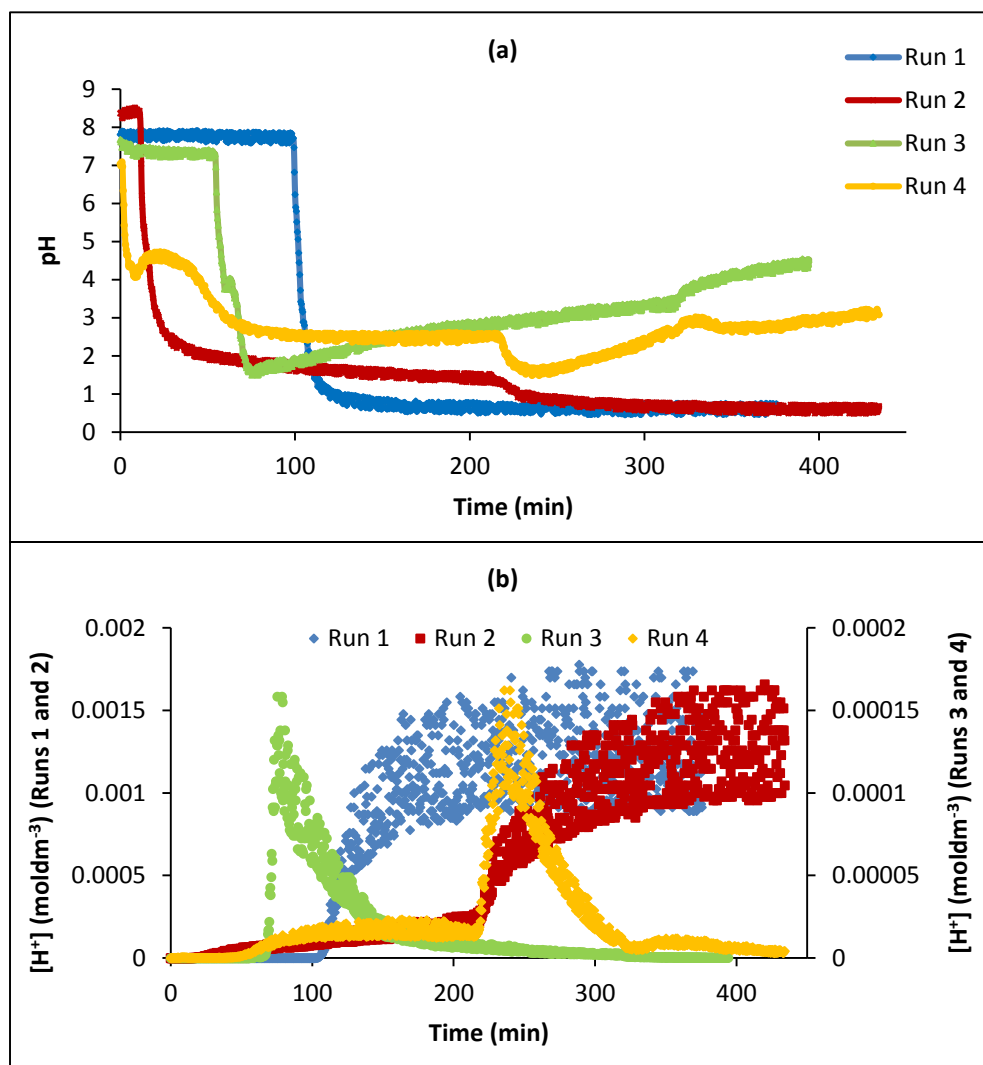 (a)
Run 1
Run 2
Run 3
Run 4
9
8
7
6
5
4
3
2
1
0
pH
0 100 200 300 400
Time (min)
(b)
Run 1 Run 2 Run 3 Run 4
0.002
0.0015
0.001
0.0005
0
[H⁺] (moldm⁻³) (Runs 1 and 2)
0.0002
0.00015
0.0001
0.00005
0
[H⁺] (moldm⁻³) (Runs 3 and 4)
0 100 200 300 400
Time (min)